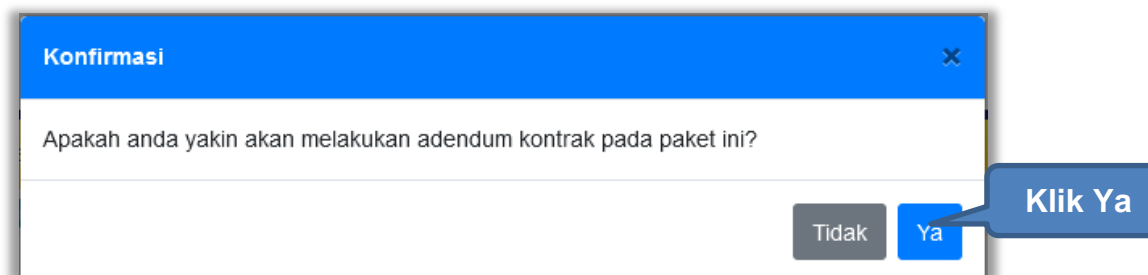 Konfirmasi ×
Apakah anda yakin akan melakukan adendum kontrak pada paket ini?
Tidak Ya
Klik Ya